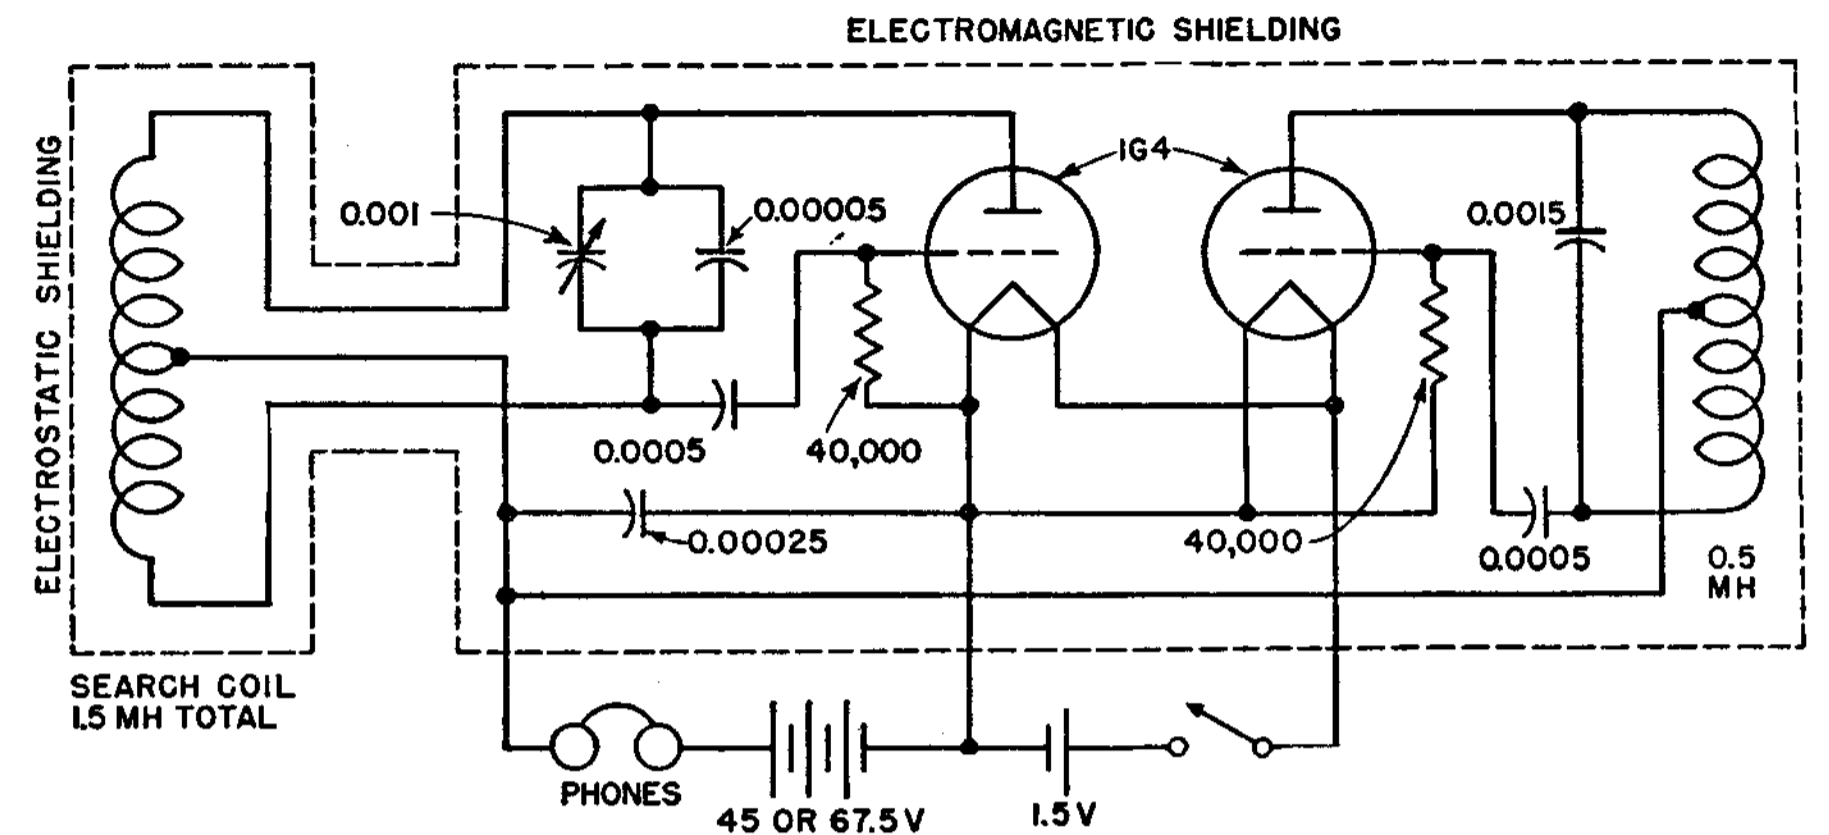 ELECTROMAGNETIC SHIELDING
ELECTROSTATIC SHIELDING
1G4
0.001
0.00005
0.0015
0.0005
40,000
0.00025
40,000
0.0005
0.5
MH
SEARCH COIL
1.5 MH TOTAL
PHONES
45 OR 67.5 V
1.5 V